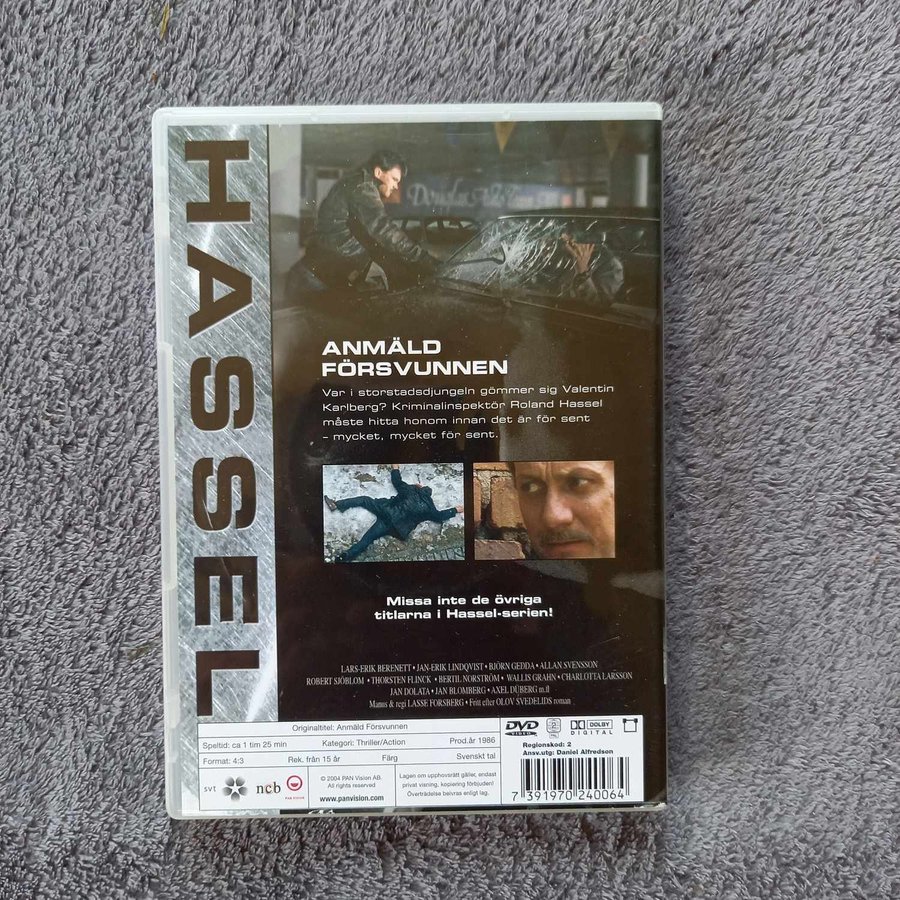 HASSEL
Douglas
ANMÄLD
FÖRSVUNNEN
Var i storstadsdjungeln gömmer sig Valentin
Karlberg? Kriminalinspektör Roland Hassel
måste hitta honom innan det är för sent
– mycket, mycket för sent.
Missa inte de övriga
titlarna i Hassel-serien!
LARS-ERIK BERENETT • JAN-ERIK LINDQVIST • BJÖRN GEDDA • ALLAN SVENSSON
ROBERT SJÖBLOM • THORSTEN FLINCK • BERTIL NORSTRÖM • WALLIS GRAHN • CHARLOTTA LARSSON
JAN DOLATA • JAN BLOMBERG • AXEL DÜBERG m.fl
Manus & regi LASSE FORSBERG • Fritt efter OLOV SVEDELIDS roman
Originaltitel: Anmäld Försvunnen
Speltid: ca 1 tim 25 min Kategori: Thriller/Action Prod.år 1986
Format: 4:3 Rek. från 15 år Färg Svenskt tal
svt ncb PAN VISION
© 2004 PAN Vision AB.
All rights reserved
www.panvision.com
Lagen om upphovsrätt gäller, endast
privat visning, kopiering förbjuden!
Överträdelse beivras enligt lag.
DVD VIDEO 2 DOLBY DIGITAL
Regionskod: 2
Ansv.utg: Daniel Alfredson
7 391970 240064